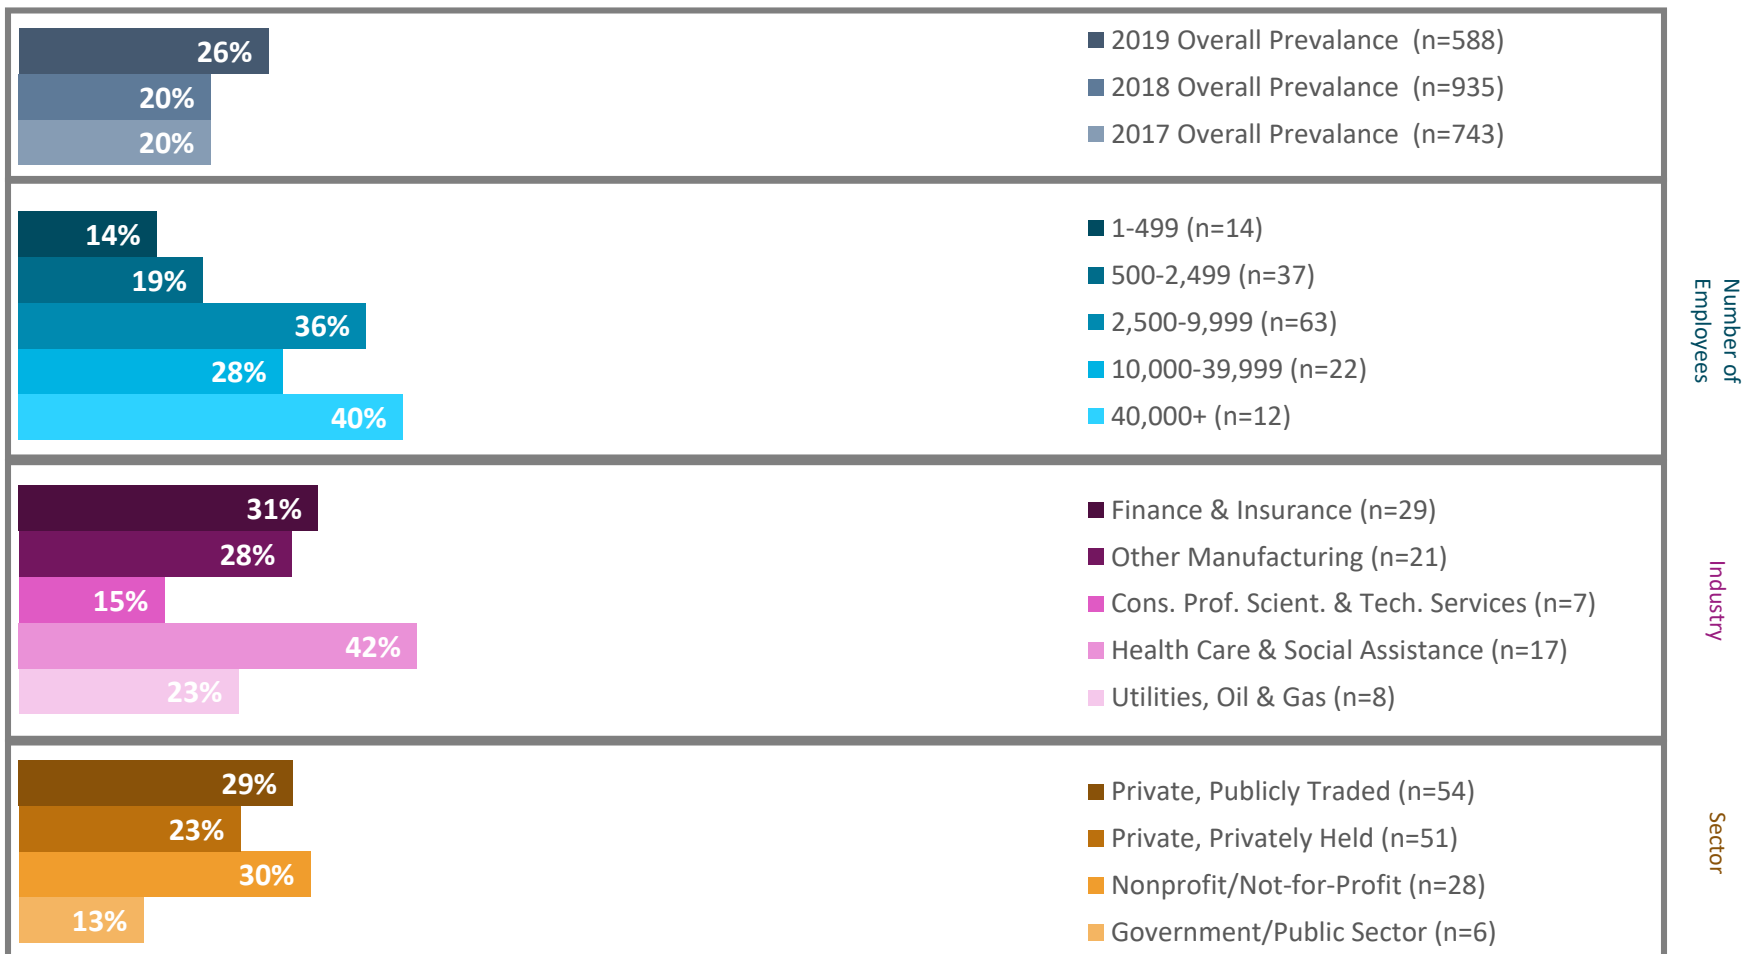 26%
20%
20%
2019 Overall Prevalance (n=588)
2018 Overall Prevalance (n=935)
2017 Overall Prevalance (n=743)
14%
19%
36%
28%
40%
1-499 (n=14)
500-2,499 (n=37)
2,500-9,999 (n=63)
10,000-39,999 (n=22)
40,000+ (n=12)
Number of
Employees
31%
28%
15%
42%
23%
Finance & Insurance (n=29)
Other Manufacturing (n=21)
Cons. Prof. Scient. & Tech. Services (n=7)
Health Care & Social Assistance (n=17)
Utilities, Oil & Gas (n=8)
Industry
29%
23%
30%
13%
Private, Publicly Traded (n=54)
Private, Privately Held (n=51)
Nonprofit/Not-for-Profit (n=28)
Government/Public Sector (n=6)
Sector